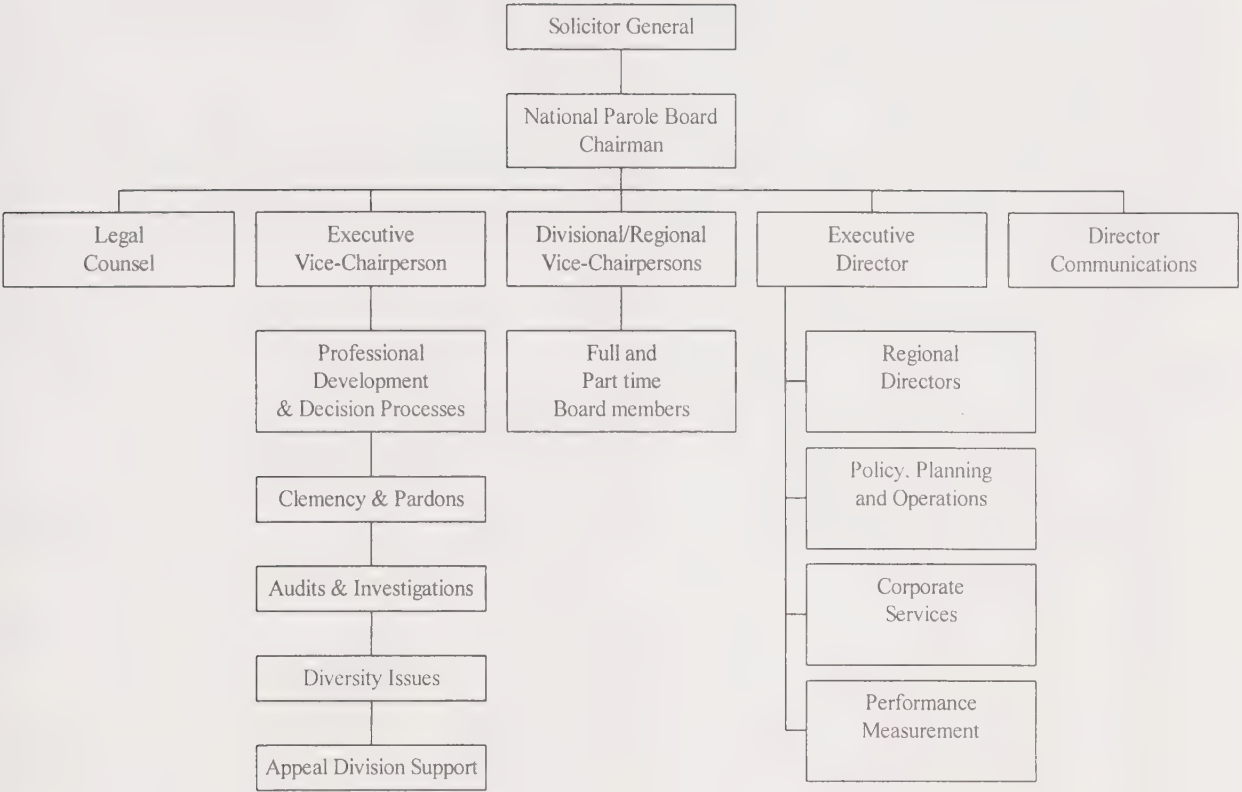 Solicitor General
National Parole Board
Chairman
Legal
Counsel
Executive
Vice-Chairperson
Divisional/Regional
Vice-Chairpersons
Executive
Director
Director
Communications
Professional
Development
& Decision Processes
Full and
Part time
Board members
Regional
Directors
Clemency & Pardons
Policy, Planning
and Operations
Audits & Investigations
Corporate
Services
Diversity Issues
Performance
Measurement
Appeal Division Support